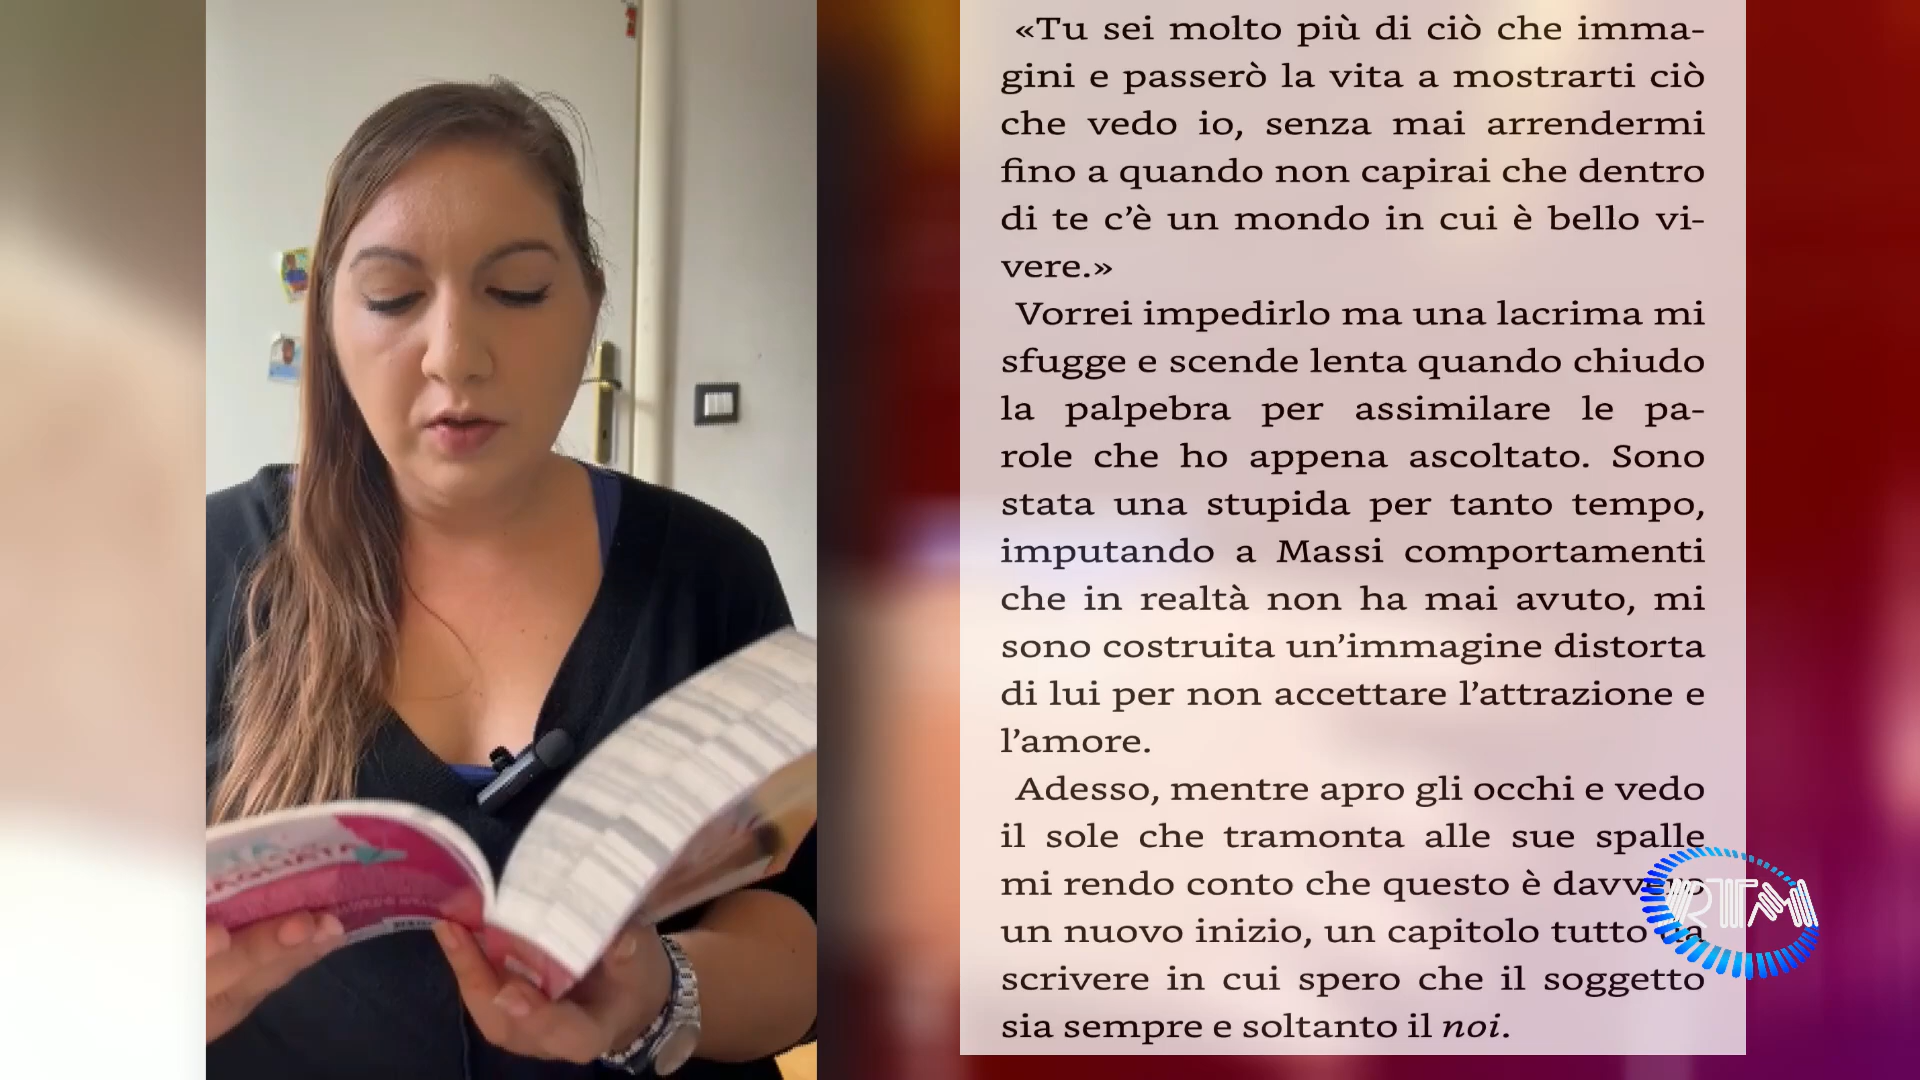 «Tu sei molto più di ciò che imma-
gini e passerò la vita a mostrarti ciò
che vedo io, senza mai arrendermi
fino a quando non capirai che dentro
di te c’è un mondo in cui è bello vi-
vere.»
Vorrei impedirlo ma una lacrima mi
sfugge e scende lenta quando chiudo
la palpebra per assimilare le pa-
role che ho appena ascoltato. Sono
stata una stupida per tanto tempo,
imputando a Massi comportamenti
che in realtà non ha mai avuto, mi
sono costruita un’immagine distorta
di lui per non accettare l’attrazione e
l’amore.
Adesso, mentre apro gli occhi e vedo
il sole che tramonta alle sue spalle
mi rendo conto che questo è davvero
un nuovo inizio, un capitolo tutto da
scrivere in cui spero che il soggetto
sia sempre e soltanto il noi.
RTM